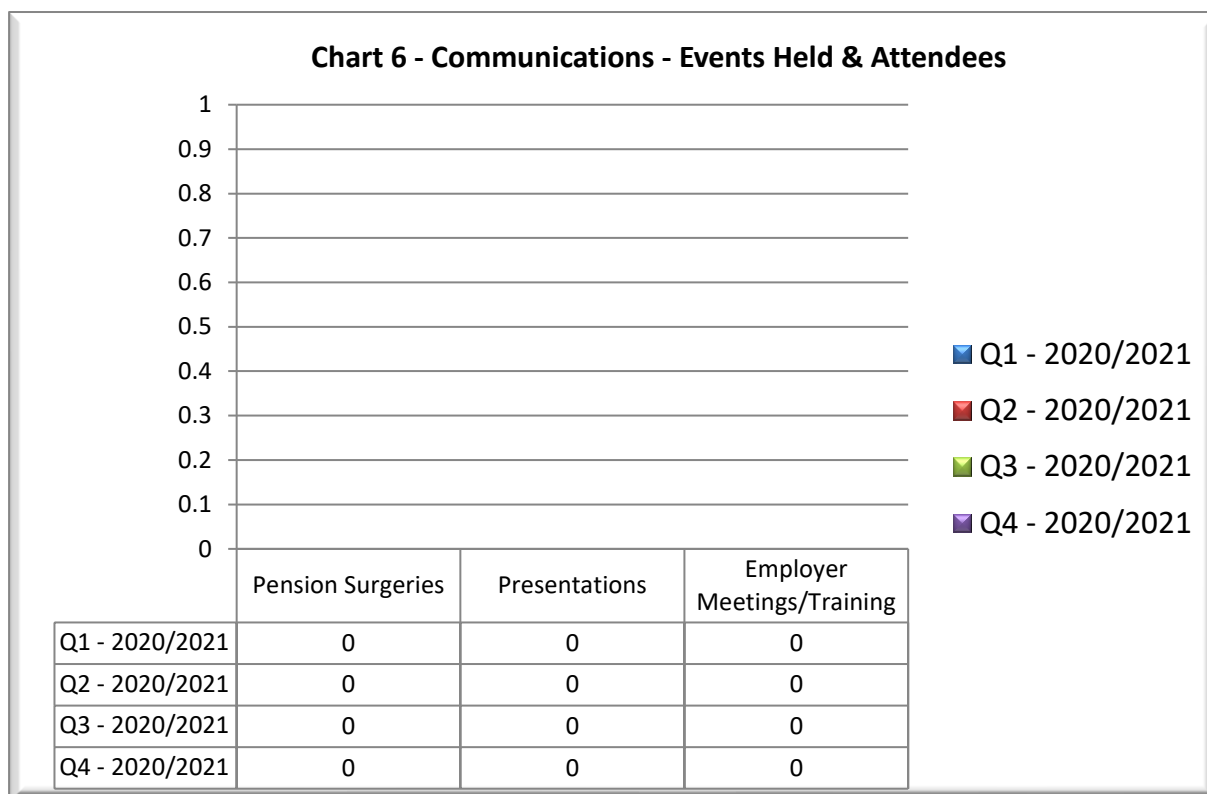 Chart 6 - Communications - Events Held & Attendees
1
0.9
0.8
0.7
0.6
0.5
0.4
0.3
0.2
0.1
0
Q1 - 2020/2021
Q2 - 2020/2021
Q3 - 2020/2021
Q4 - 2020/2021
Pension Surgeries Presentations Employer
Meetings/Training
Q1 - 2020/2021 0 0 0
Q2 - 2020/2021 0 0 0
Q3 - 2020/2021 0 0 0
Q4 - 2020/2021 0 0 0